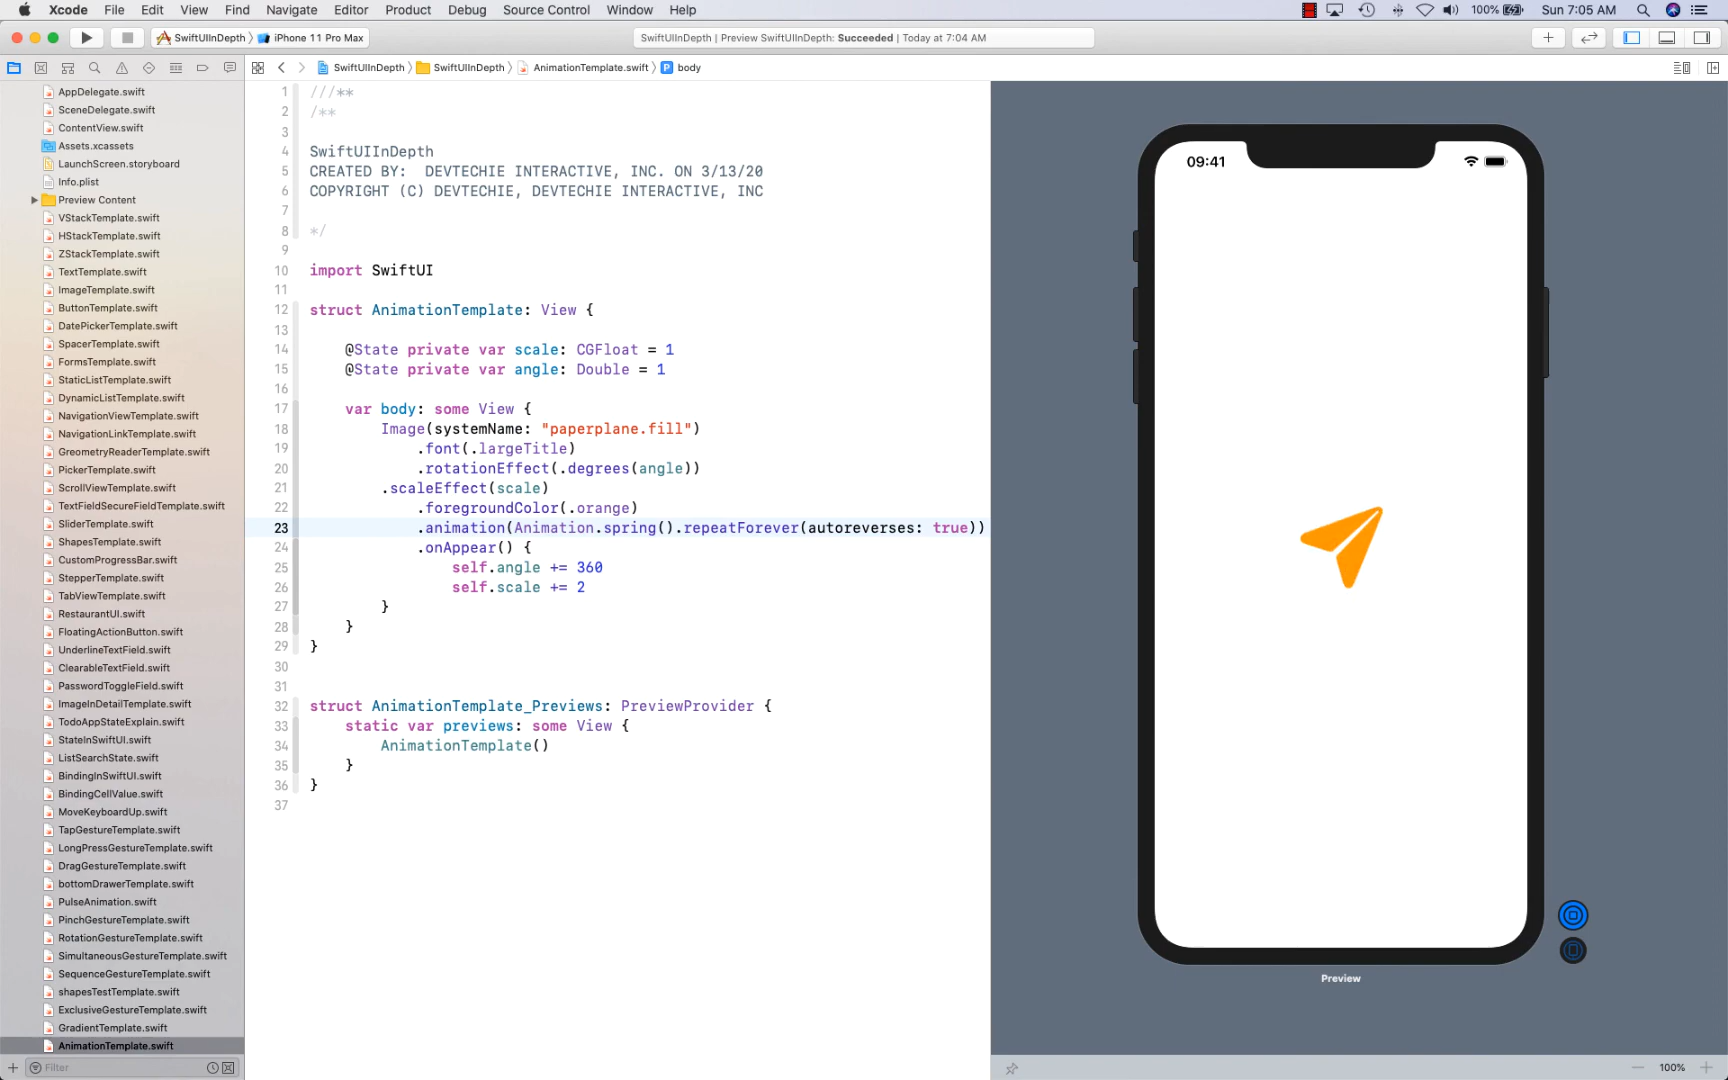 Xcode File Edit View Find Navigate Editor Product Debug Source Control Window Help 100% Sun 7:05 AM
SwiftUIInDepth iPhone 11 Pro Max SwiftUIInDepth | Preview SwiftUIInDepth: Succeeded | Today at 7:04 AM
SwiftUIInDepth SwiftUIInDepth AnimationTemplate.swift P body
AppDelegate.swift
SceneDelegate.swift
ContentView.swift
Assets.xcassets
LaunchScreen.storyboard
Info.plist
Preview Content
VStackTemplate.swift
HStackTemplate.swift
ZStackTemplate.swift
TextTemplate.swift
ImageTemplate.swift
ButtonTemplate.swift
DatePickerTemplate.swift
SpacerTemplate.swift
FormsTemplate.swift
StaticListTemplate.swift
DynamicListTemplate.swift
NavigationViewTemplate.swift
NavigationLinkTemplate.swift
GreometryReaderTemplate.swift
PickerTemplate.swift
ScrollViewTemplate.swift
TextFieldSecureFieldTemplate.swift
SliderTemplate.swift
ShapesTemplate.swift
CustomProgressBar.swift
StepperTemplate.swift
TabViewTemplate.swift
RestaurantUI.swift
FloatingActionButton.swift
UnderlineTextField.swift
ClearableTextField.swift
PasswordToggleField.swift
ImageInDetailTemplate.swift
TodoAppStateExplain.swift
StateInSwiftUI.swift
ListSearchState.swift
BindingInSwiftUI.swift
BindingCellValue.swift
MoveKeyboardUp.swift
TapGestureTemplate.swift
LongPressGestureTemplate.swift
DragGestureTemplate.swift
bottomDrawerTemplate.swift
PulseAnimation.swift
PinchGestureTemplate.swift
RotationGestureTemplate.swift
SimultaneousGestureTemplate.swift
SequenceGestureTemplate.swift
shapesTestTemplate.swift
ExclusiveGestureTemplate.swift
GradientTemplate.swift
AnimationTemplate.swift
Filter
1 ///**
2 /**
3
4 SwiftUIInDepth
5 CREATED BY:  DEVTECHIE INTERACTIVE, INC. ON 3/13/20
6 COPYRIGHT (C) DEVTECHIE, DEVTECHIE INTERACTIVE, INC
7
8 */
9
10 import SwiftUI
11
12 struct AnimationTemplate: View {
13
14     @State private var scale: CGFloat = 1
15     @State private var angle: Double = 1
16
17     var body: some View {
18         Image(systemName: "paperplane.fill")
19             .font(.largeTitle)
20             .rotationEffect(.degrees(angle))
21         .scaleEffect(scale)
22             .foregroundColor(.orange)
23             .animation(Animation.spring().repeatForever(autoreverses: true))
24             .onAppear() {
25                 self.angle += 360
26                 self.scale += 2
27         }
28     }
29 }
30
31
32 struct AnimationTemplate_Previews: PreviewProvider {
33     static var previews: some View {
34         AnimationTemplate()
35     }
36 }
37
09:41
Preview
100%